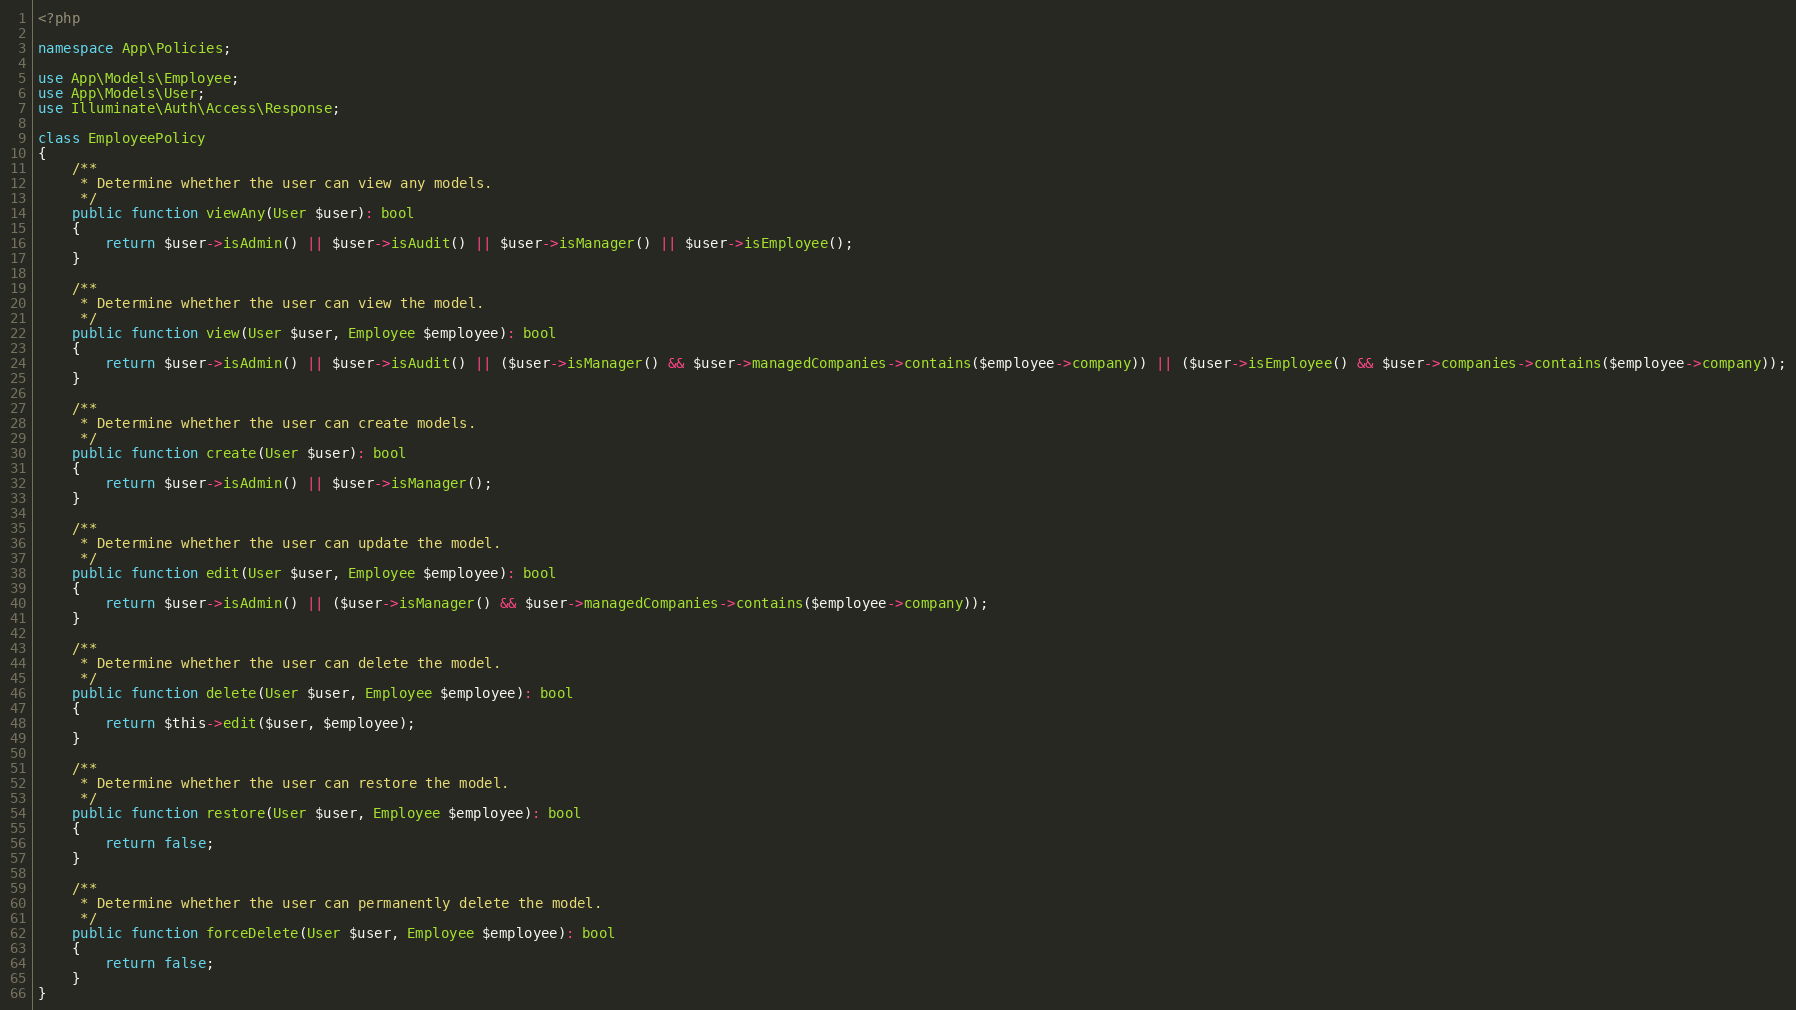 1 <?php
2
3 namespace App\Policies;
4
5 use App\Models\Employee;
6 use App\Models\User;
7 use Illuminate\Auth\Access\Response;
8
9 class EmployeePolicy
10 {
11     /**
12      * Determine whether the user can view any models.
13      */
14     public function viewAny(User $user): bool
15     {
16         return $user->isAdmin() || $user->isAudit() || $user->isManager() || $user->isEmployee();
17     }
18
19     /**
20      * Determine whether the user can view the model.
21      */
22     public function view(User $user, Employee $employee): bool
23     {
24         return $user->isAdmin() || $user->isAudit() || ($user->isManager() && $user->managedCompanies->contains($employee->company)) || ($user->isEmployee() && $user->companies->contains($employee->company));
25     }
26
27     /**
28      * Determine whether the user can create models.
29      */
30     public function create(User $user): bool
31     {
32         return $user->isAdmin() || $user->isManager();
33     }
34
35     /**
36      * Determine whether the user can update the model.
37      */
38     public function edit(User $user, Employee $employee): bool
39     {
40         return $user->isAdmin() || ($user->isManager() && $user->managedCompanies->contains($employee->company));
41     }
42
43     /**
44      * Determine whether the user can delete the model.
45      */
46     public function delete(User $user, Employee $employee): bool
47     {
48         return $this->edit($user, $employee);
49     }
50
51     /**
52      * Determine whether the user can restore the model.
53      */
54     public function restore(User $user, Employee $employee): bool
55     {
56         return false;
57     }
58
59     /**
60      * Determine whether the user can permanently delete the model.
61      */
62     public function forceDelete(User $user, Employee $employee): bool
63     {
64         return false;
65     }
66 }